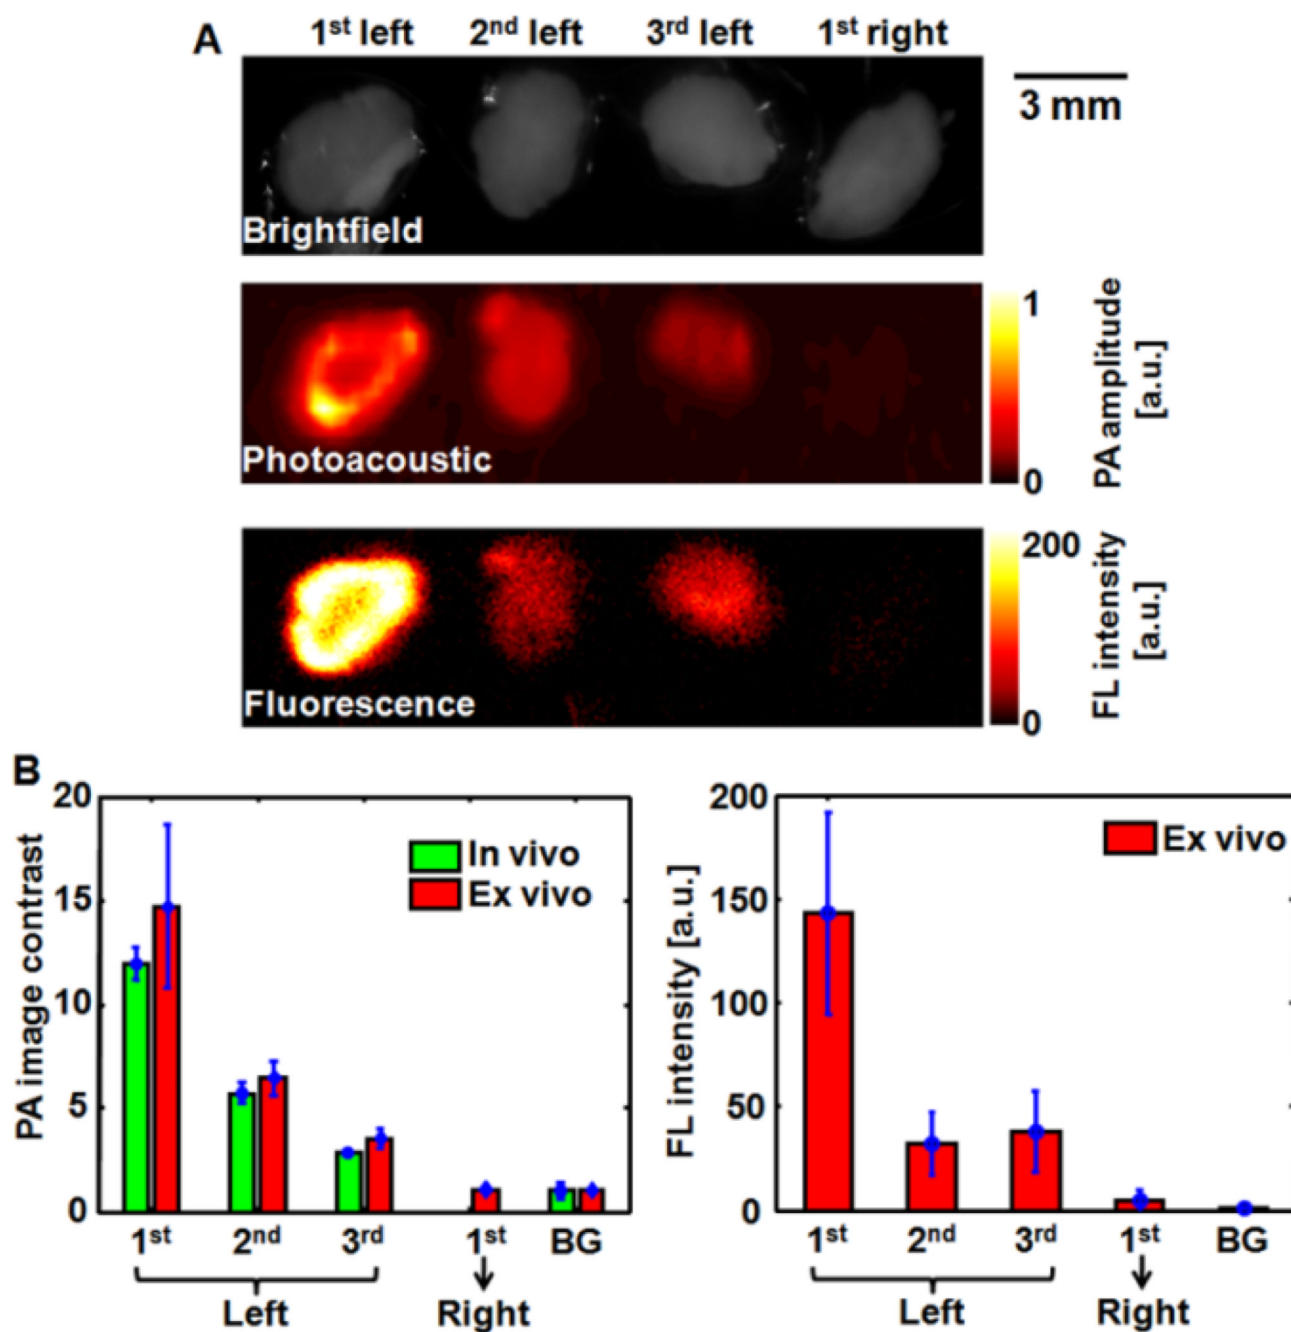 A
1st left 2nd left 3rd left 1st right
3 mm
Brightfield
1
PA amplitude
[a.u.]
0
Photoacoustic
200
FL intensity
[a.u.]
0
Fluorescence
B
20
15
10
5
0
PA image contrast
In vivo
Ex vivo
1st 2nd 3rd 1st BG
Left Right
200
150
100
50
0
FL intensity [a.u.]
Ex vivo
1st 2nd 3rd 1st BG
Left Right